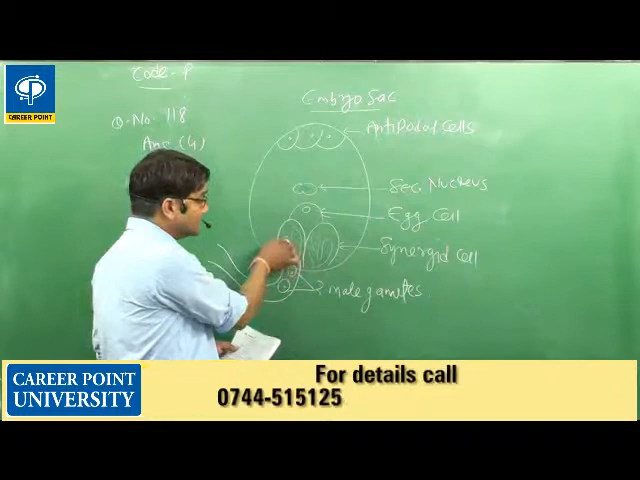 Code - P
Q. No. 118
Ans (4)
Embryo Sac
Antipodal Cells
Sec. Nucleus
Egg Cell
Synergid Cell
2 male gametes
CAREER POINT
CAREER POINT
UNIVERSITY
For details call
0744-515125